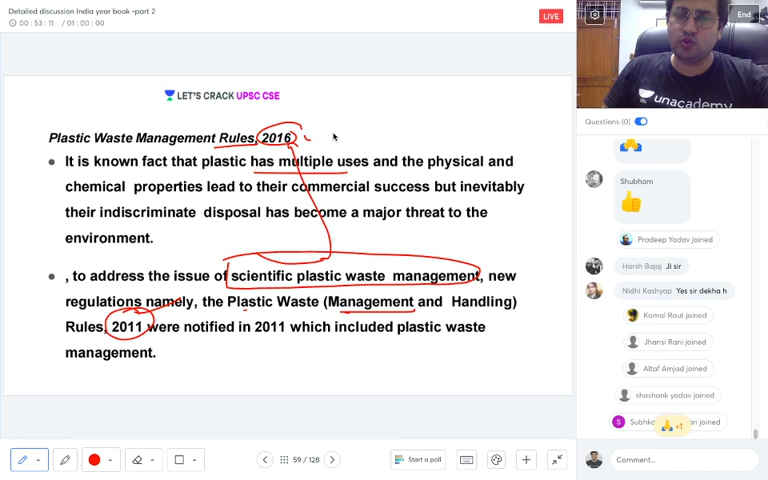 Detailed discussion India year book -part 2
00 : 53 : 11 / 01 : 00 : 00
LIVE
End
unacademy
LET'S CRACK UPSC CSE
Questions (0)
Plastic Waste Management Rules, 2016
It is known fact that plastic has multiple uses and the physical and
chemical properties lead to their commercial success but inevitably
their indiscriminate disposal has become a major threat to the
environment.
, to address the issue of scientific plastic waste management, new
regulations namely, the Plastic Waste (Management and Handling)
Rules, 2011 were notified in 2011 which included plastic waste
management.
Shubham
Pradeep Yadav joined
Harsh Bajaj Ji sir
Nidhi Kashyap Yes sir dekha h
Komal Raut joined
Jhansi Rani joined
Altaf Amjad joined
shashank yadav joined
S Subh ari joined
+1
59 / 128
Start a poll
Comment...